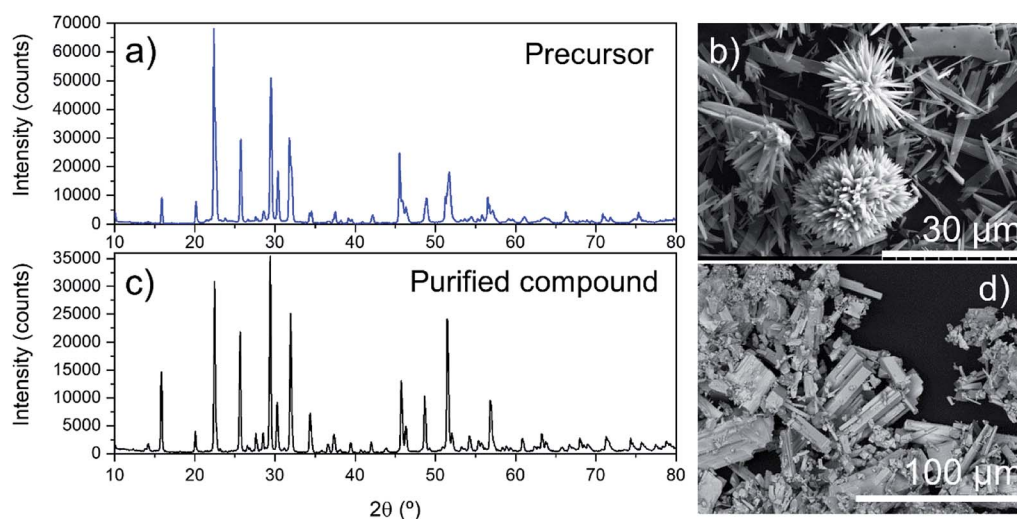 a)
Precursor
Intensity (counts)
70000
60000
50000
40000
30000
20000
10000
0
10 20 30 40 50 60 70 80
b)
30 μm
c)
Purified compound
Intensity (counts)
35000
30000
25000
20000
15000
10000
5000
0
10 20 30 40 50 60 70 80
2θ (º)
d)
100 μm